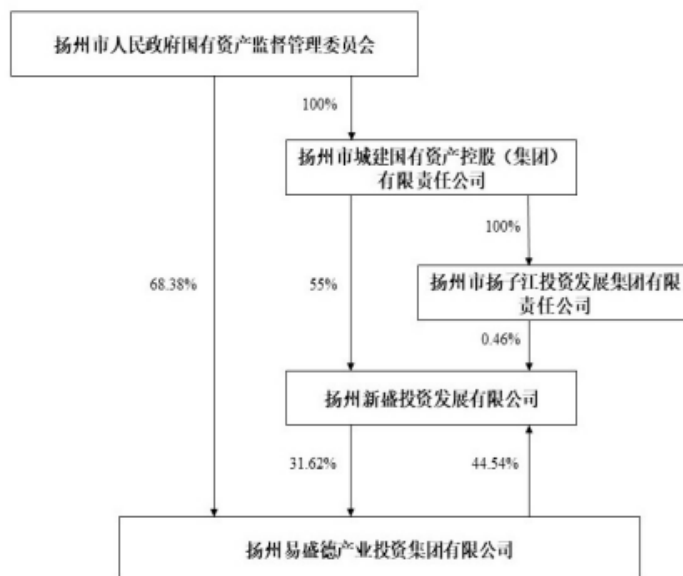 扬州市人民政府国有资产监督管理委员会
100%
扬州市城建国有资产控股（集团）
有限责任公司
100%
68.38%
55%
扬州市扬子江投资发展集团有限
责任公司
0.46%
扬州新盛投资发展有限公司
31.62%
44.54%
扬州易盛德产业投资集团有限公司